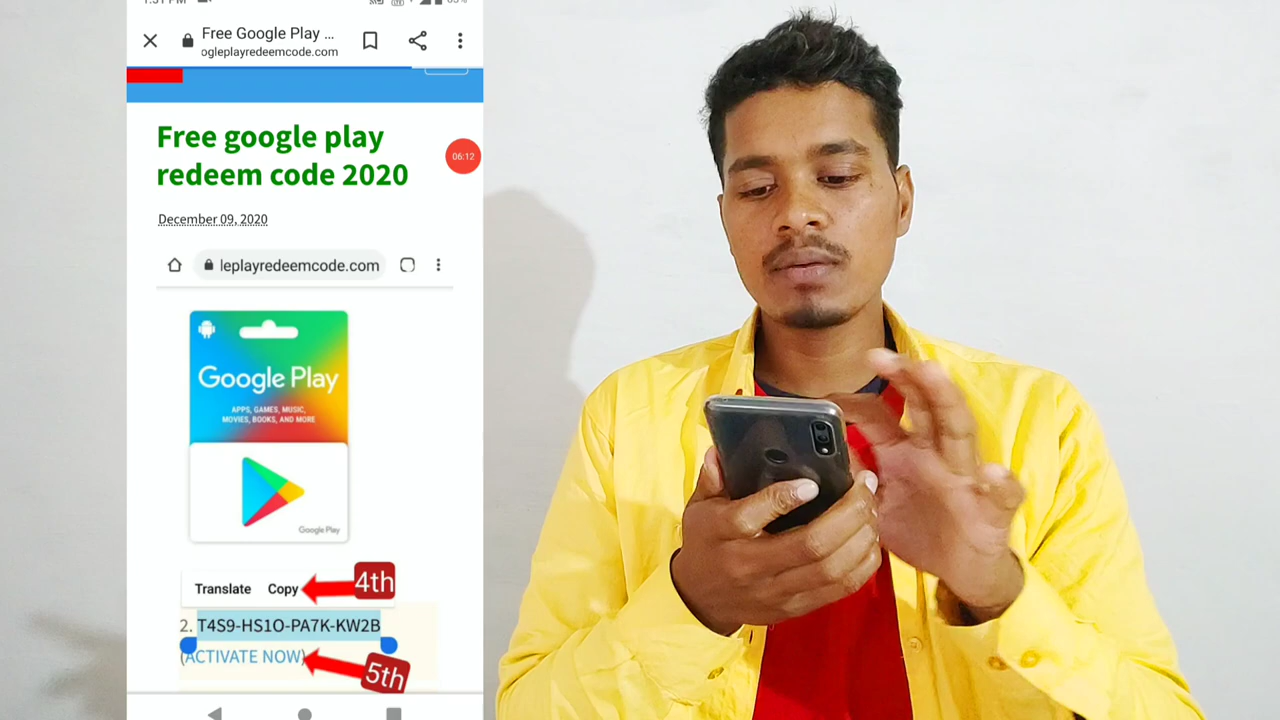 Free Google Play ...
ogleplayredeemcode.com
Free google play
redeem code 2020
06:12
December 09, 2020
leplayredeemcode.com
Google Play
APPS, GAMES, MUSIC,
MOVIES, BOOKS, AND MORE
Google Play
Translate Copy
4th
2. T4S9-HS1O-PA7K-KW2B
(ACTIVATE NOW)
5th